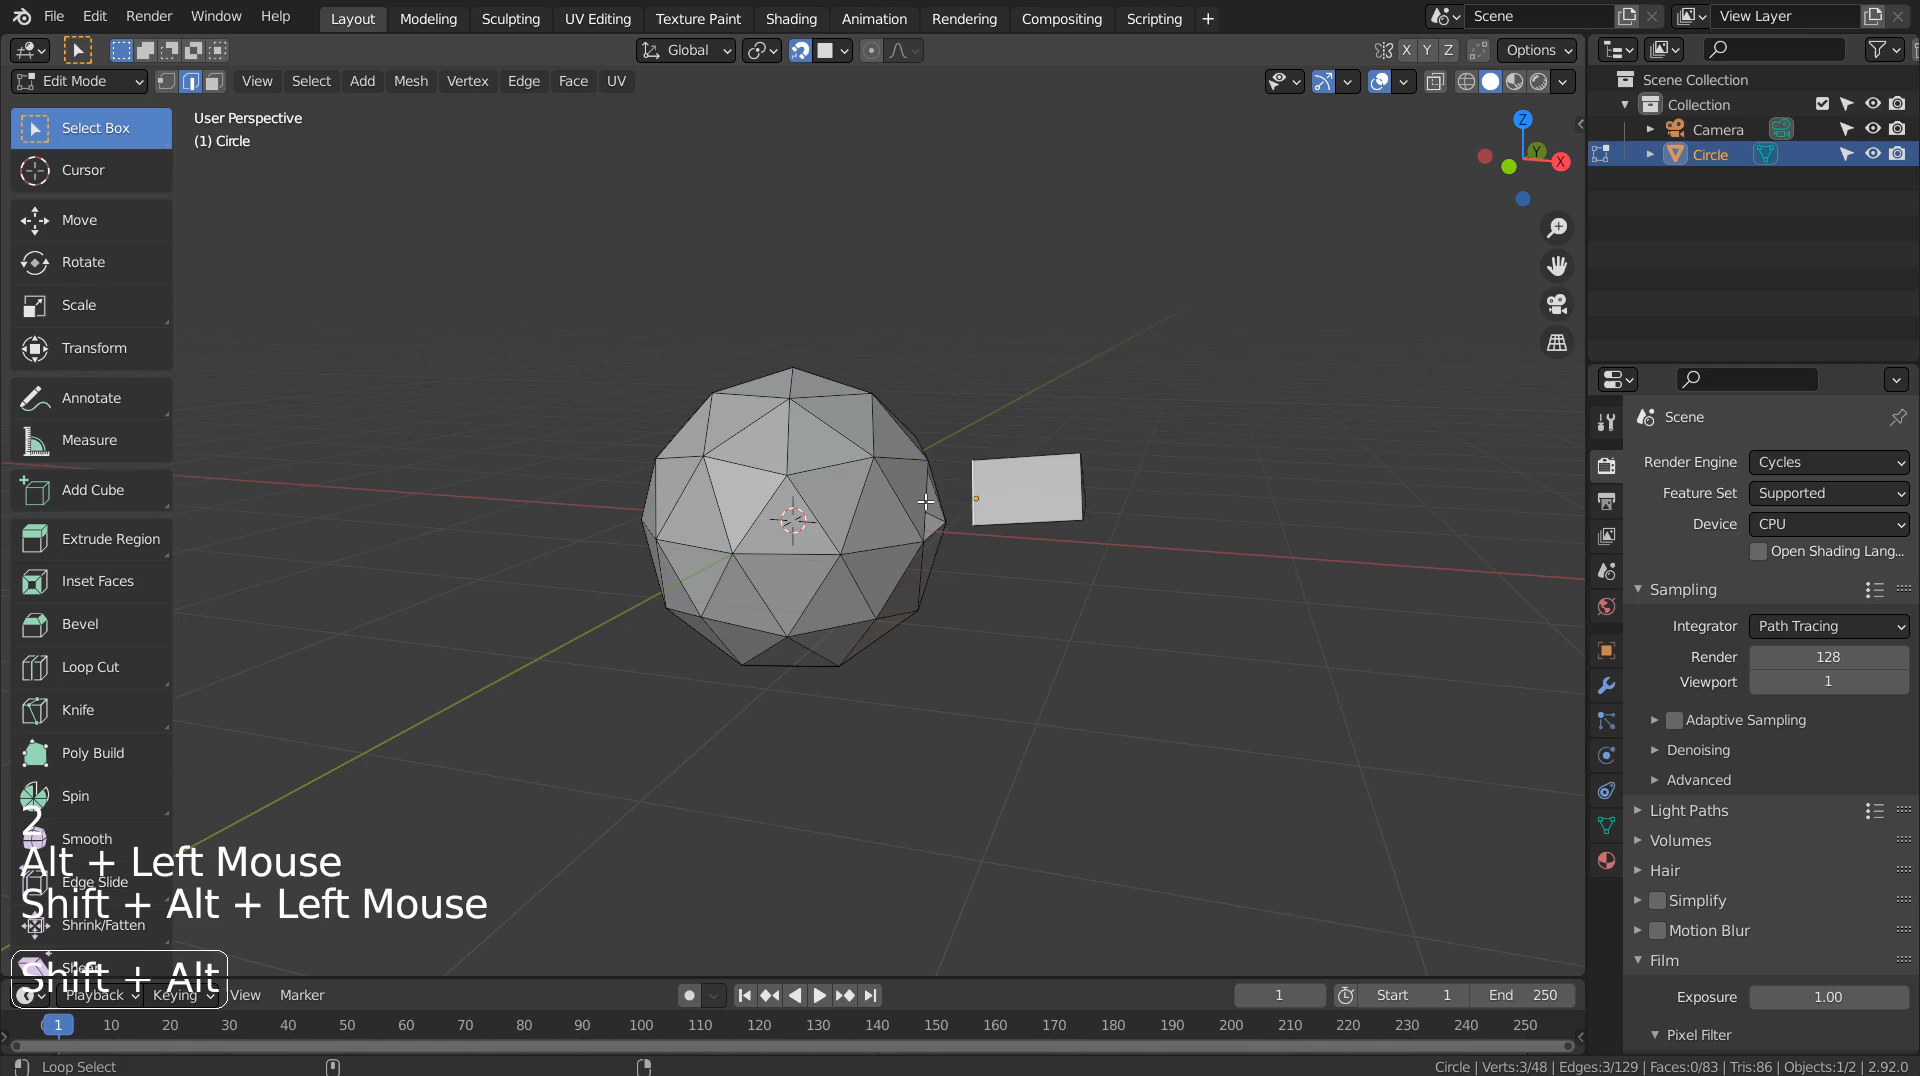 File Edit Render Window Help Layout Modeling Sculpting UV Editing Texture Paint Shading Animation Rendering Compositing Scripting + Scene View Layer
Global X Y Z Options
Edit Mode View Select Add Mesh Vertex Edge Face UV
Scene Collection
Collection
Camera
Circle
User Perspective
(1) Circle
Z
Y
X
Select Box
Cursor
Move
Rotate
Scale
Transform
Annotate
Measure
Add Cube
Extrude Region
Inset Faces
Bevel
Loop Cut
Knife
Poly Build
Spin
Smooth
Edge Slide
Shrink/Fatten
2
Alt + Left Mouse
Shift + Alt + Left Mouse
Shift + Alt
Scene
Render Engine Cycles
Feature Set Supported
Device CPU
Open Shading Lang...
Sampling
Integrator Path Tracing
Render 128
Viewport 1
Adaptive Sampling
Denoising
Advanced
Light Paths
Volumes
Hair
Simplify
Motion Blur
Film
Exposure 1.00
Pixel Filter
Playback Keying View Marker 1 Start 1 End 250
1 10 20 30 40 50 60 70 80 90 100 110 120 130 140 150 160 170 180 190 200 210 220 230 240 250
Loop Select
Circle | Verts:3/48 | Edges:3/129 | Faces:0/83 | Tris:86 | Objects:1/2 | 2.92.0